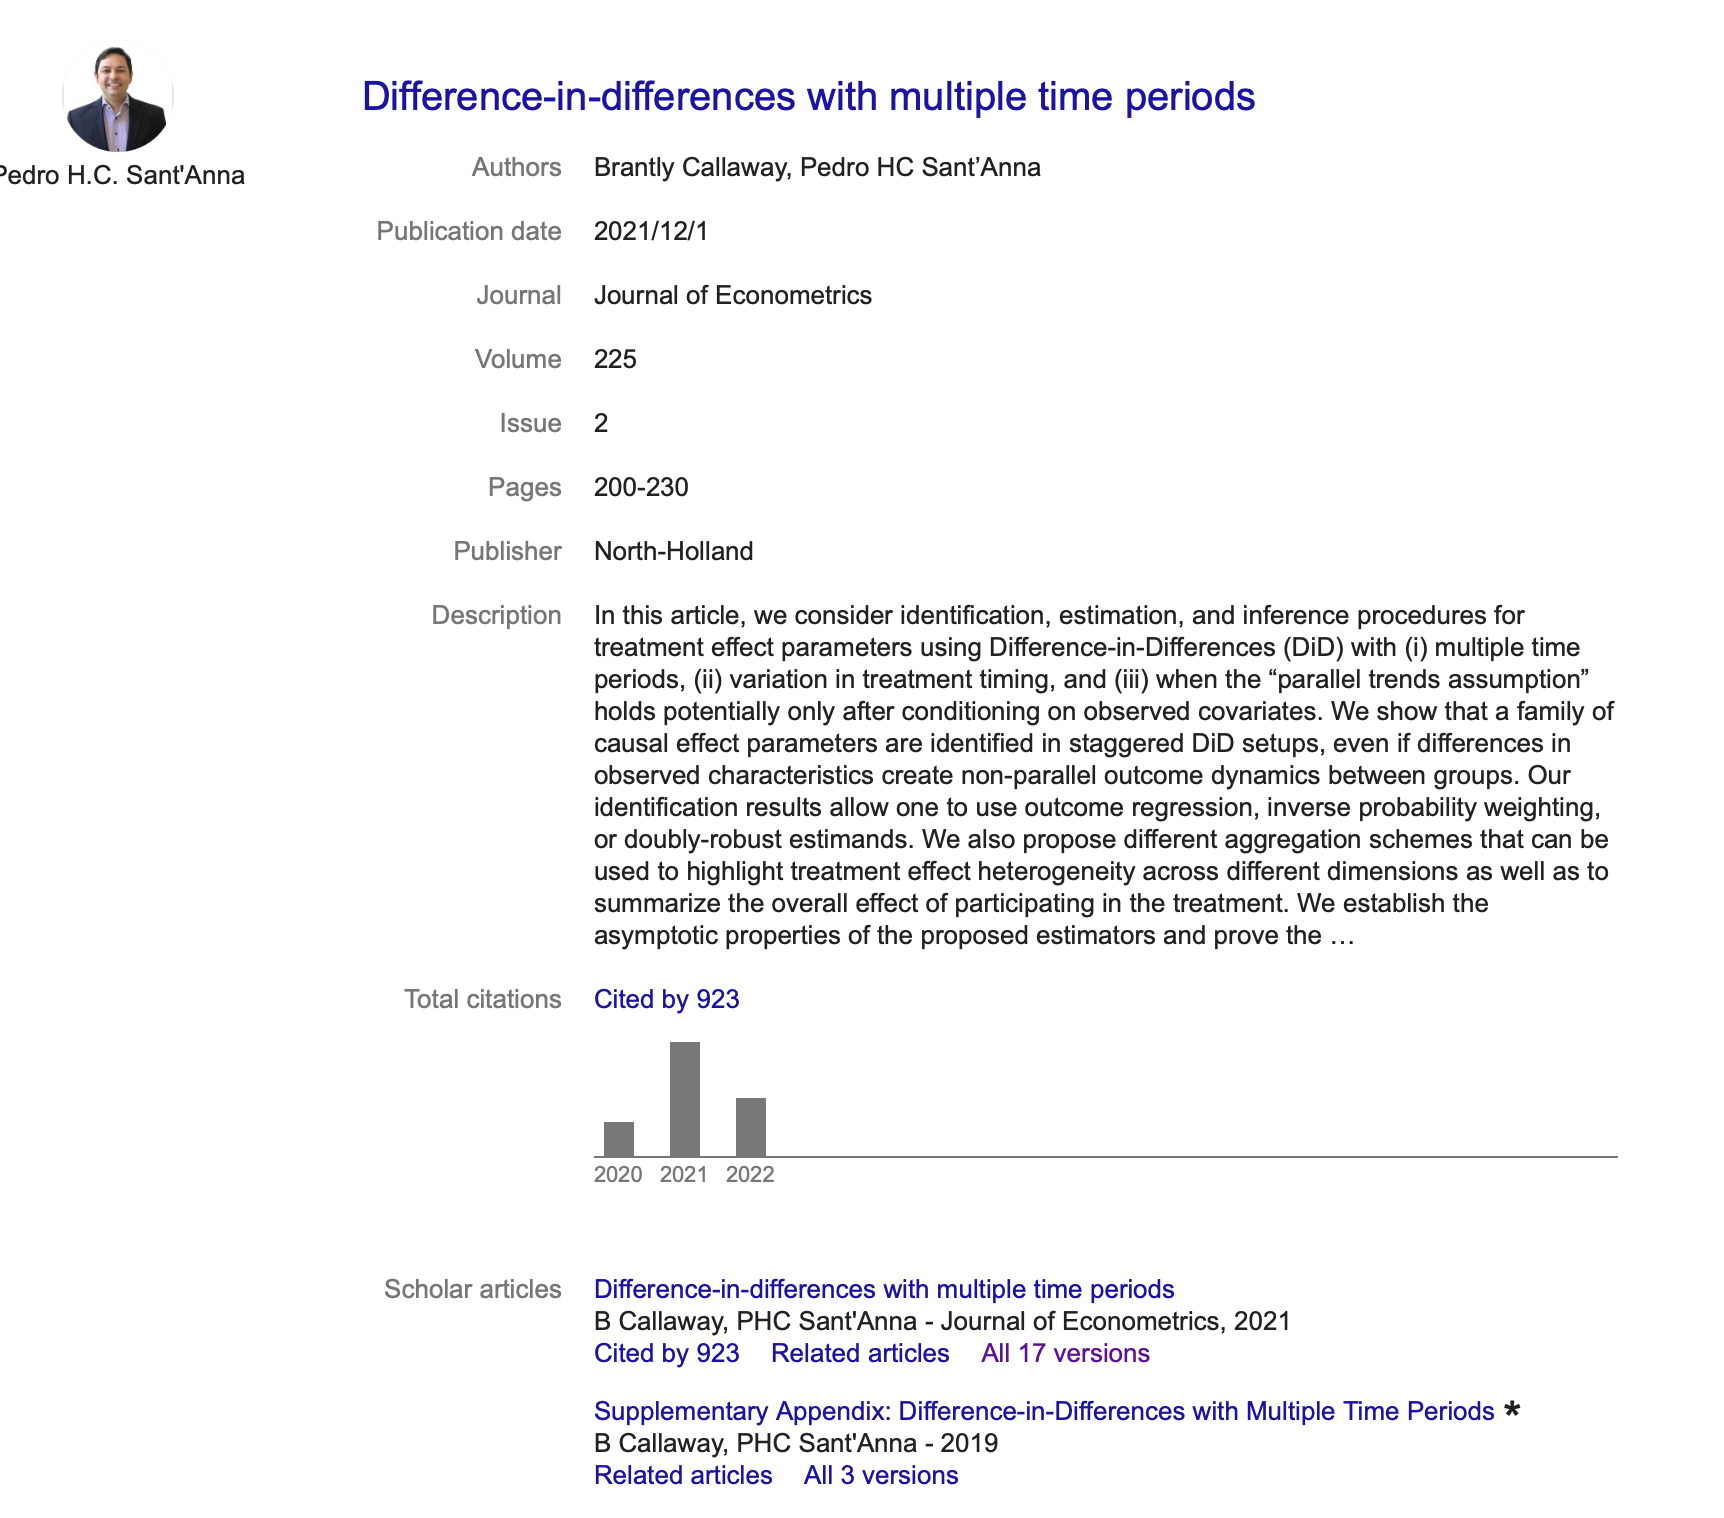 Pedro H.C. Sant'Anna
Difference-in-differences with multiple time periods
Authors Brantly Callaway, Pedro HC Sant’Anna
Publication date 2021/12/1
Journal Journal of Econometrics
Volume 225
Issue 2
Pages 200-230
Publisher North-Holland
Description In this article, we consider identification, estimation, and inference procedures for
treatment effect parameters using Difference-in-Differences (DiD) with (i) multiple time
periods, (ii) variation in treatment timing, and (iii) when the “parallel trends assumption”
holds potentially only after conditioning on observed covariates. We show that a family of
causal effect parameters are identified in staggered DiD setups, even if differences in
observed characteristics create non-parallel outcome dynamics between groups. Our
identification results allow one to use outcome regression, inverse probability weighting,
or doubly-robust estimands. We also propose different aggregation schemes that can be
used to highlight treatment effect heterogeneity across different dimensions as well as to
summarize the overall effect of participating in the treatment. We establish the
asymptotic properties of the proposed estimators and prove the …
Total citations Cited by 923
2020 2021 2022
Scholar articles Difference-in-differences with multiple time periods
B Callaway, PHC Sant'Anna - Journal of Econometrics, 2021
Cited by 923 Related articles All 17 versions
Supplementary Appendix: Difference-in-Differences with Multiple Time Periods *
B Callaway, PHC Sant'Anna - 2019
Related articles All 3 versions